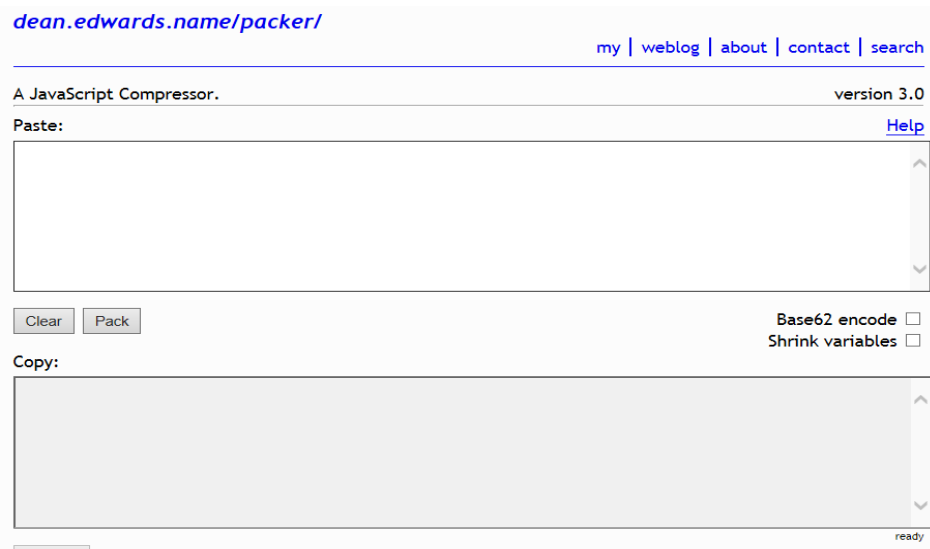 dean.edwards.name/packer/
my | weblog | about | contact | search
A JavaScript Compressor. version 3.0
Paste: Help
Clear Pack Base62 encode
Shrink variables
Copy:
ready